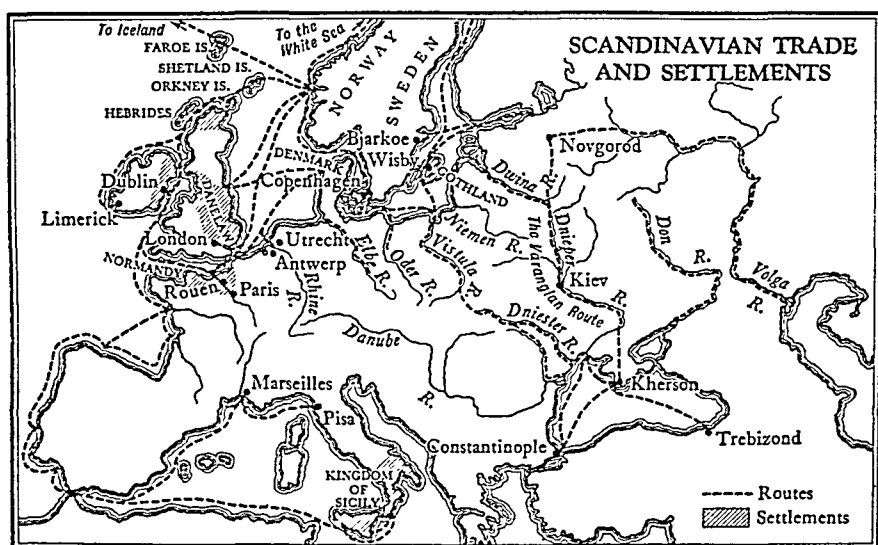 SCANDINAVIAN TRADE
AND SETTLEMENTS
To Iceland
To the
White Sea
FAROE IS.
SHETLAND IS.
ORKNEY IS.
HEBRIDES
NORWAY
SWEDEN
Bjarkoe
Wisby
GOTHLAND
Novgorod
DENMARK
Copenhagen
Dwina R.
Dublin
Limerick
DANELAW
London
Utrecht
Antwerp
Elbe R.
Oder R.
Niemen R.
Vistula R.
The Varangian Route
Dnieper
R.
Kiev
Don
R.
Volga
R.
NORMANDY
Rouen
Paris
Rhine
R.
Dniester R.
Danube
R.
Kherson
Marseilles
Pisa
Constantinople
Trebizond
KINGDOM
OF
SICILY
Routes
Settlements